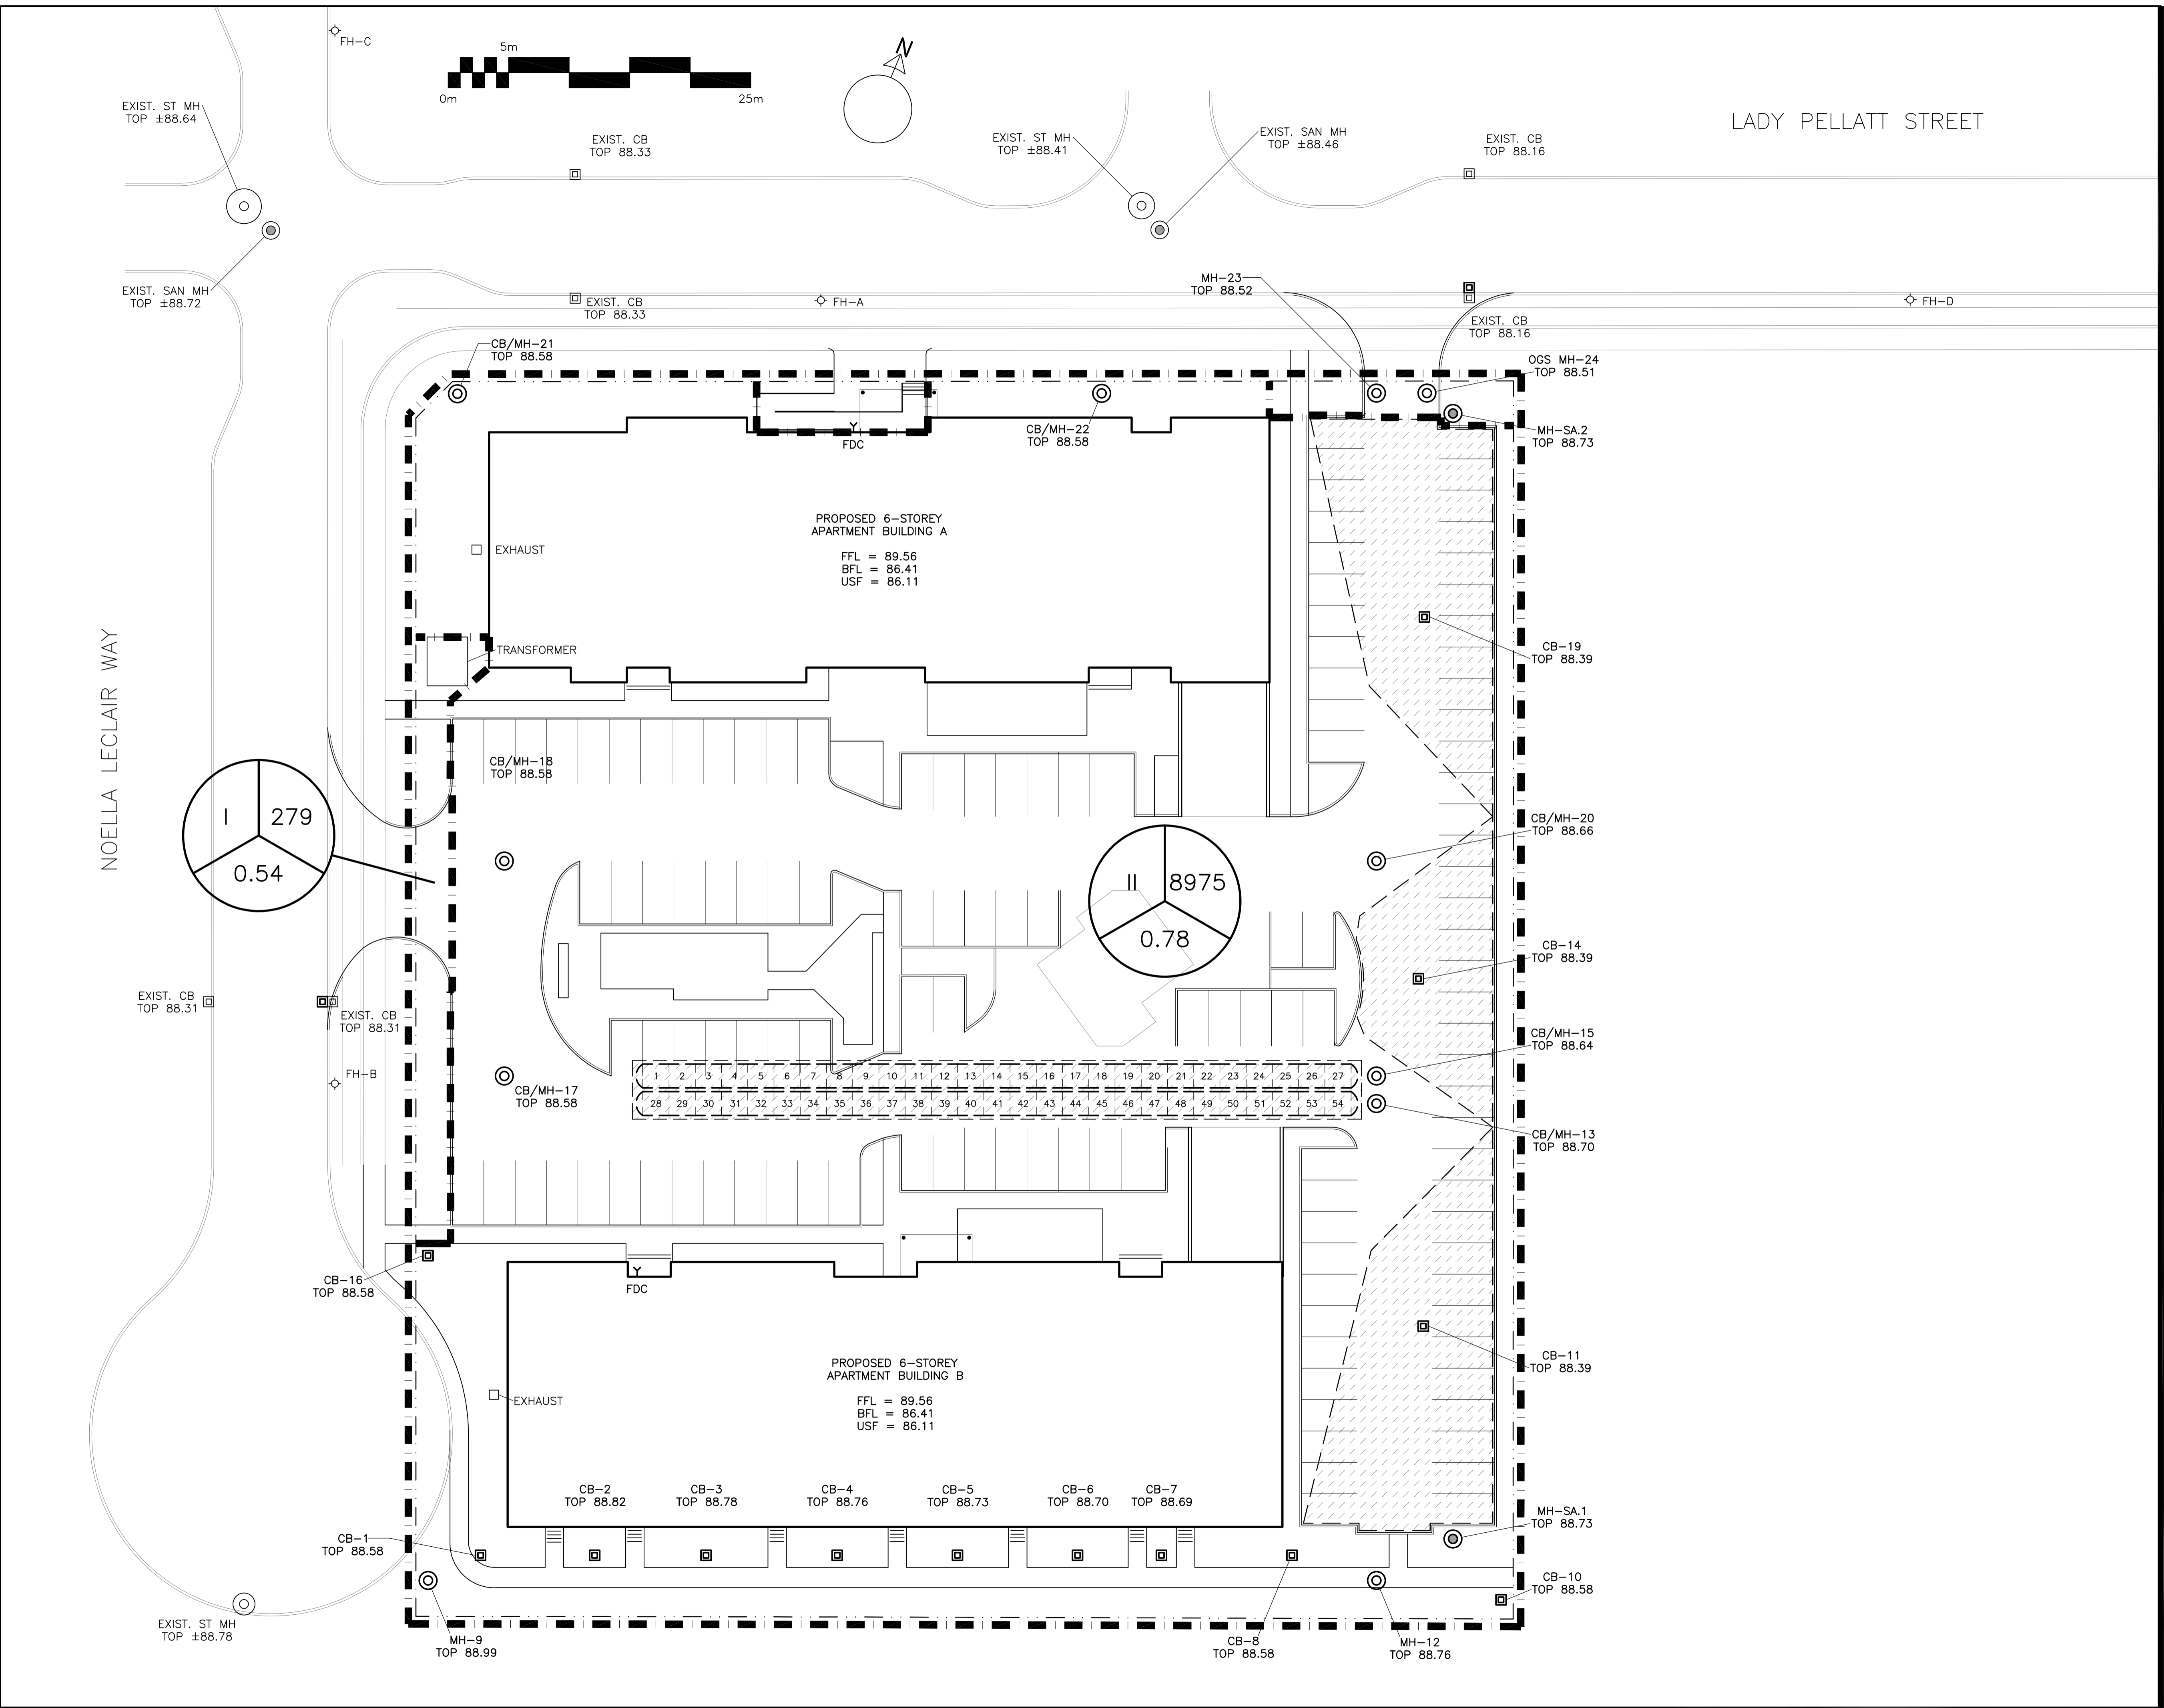 FH-C
5m
0m
25m
N
EXIST. ST MH
TOP ±88.64
EXIST. CB
TOP 88.33
EXIST. ST MH
TOP ±88.41
EXIST. SAN MH
TOP ±88.46
EXIST. CB
TOP 88.16
LADY PELLATT STREET
EXIST. SAN MH
TOP ±88.72
EXIST. CB
TOP 88.33
FH-A
MH-23
TOP 88.52
FH-D
EXIST. CB
TOP 88.16
CB/MH-21
TOP 88.58
OGS MH-24
TOP 88.51
CB/MH-22
TOP 88.58
FDC
MH-SA.2
TOP 88.73
PROPOSED 6-STOREY
APARTMENT BUILDING A
FFL = 89.56
BFL = 86.41
USF = 86.11
EXHAUST
TRANSFORMER
CB-19
TOP 88.39
NOELLA LECLAIR WAY
CB/MH-18
TOP 88.58
I
279
0.54
II
8975
0.78
CB/MH-20
TOP 88.66
CB-14
TOP 88.39
EXIST. CB
TOP 88.31
EXIST. CB
TOP 88.31
FH-B
CB/MH-15
TOP 88.64
CB/MH-17
TOP 88.58
1 2 3 4 5 6 7 8 9 10 11 12 13 14 15 16 17 18 19 20 21 22 23 24 25 26 27
28 29 30 31 32 33 34 35 36 37 38 39 40 41 42 43 44 45 46 47 48 49 50 51 52 53 54
CB/MH-13
TOP 88.70
CB-16
TOP 88.58
FDC
PROPOSED 6-STOREY
APARTMENT BUILDING B
FFL = 89.56
BFL = 86.41
USF = 86.11
EXHAUST
CB-11
TOP 88.39
CB-2
TOP 88.82
CB-3
TOP 88.78
CB-4
TOP 88.76
CB-5
TOP 88.73
CB-6
TOP 88.70
CB-7
TOP 88.69
CB-1
TOP 88.58
MH-SA.1
TOP 88.73
CB-10
TOP 88.58
EXIST. ST MH
TOP ±88.78
MH-9
TOP 88.99
CB-8
TOP 88.58
MH-12
TOP 88.76